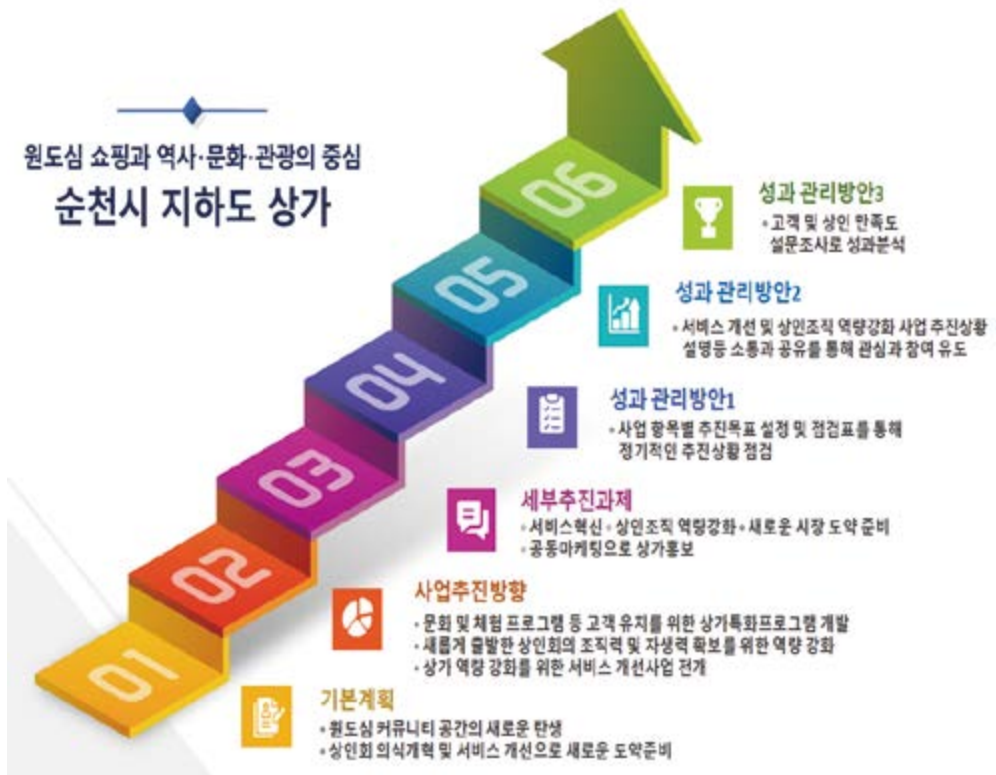 원도심 쇼핑과 역사·문화·관광의 중심
순천시 지하도 상가
06
성과 관리방안3
• 고객 및 상인 만족도
설문조사로 성과분석
05
성과 관리방안2
• 서비스 개선 및 상인조직 역량강화 사업 추진상황
설명등 소통과 공유를 통해 관심과 참여 유도
04
성과 관리방안1
• 사업 항목별 추진목표 설정 및 점검표를 통해
정기적인 추진상황 점검
03
세부추진과제
• 서비스혁신 • 상인조직 역량강화 • 새로운 시장 도약 준비
• 공동마케팅으로 상가홍보
02
사업추진방향
• 문화 및 체험 프로그램 등 고객 유치를 위한 상가특화프로그램 개발
• 새롭게 출발한 상인회의 조직력 및 자생력 확보를 위한 역량 강화
• 상가 역량 강화를 위한 서비스 개선사업 전개
01
기본계획
• 원도심 커뮤니티 공간의 새로운 탄생
• 상인회 의식개혁 및 서비스 개선으로 새로운 도약준비